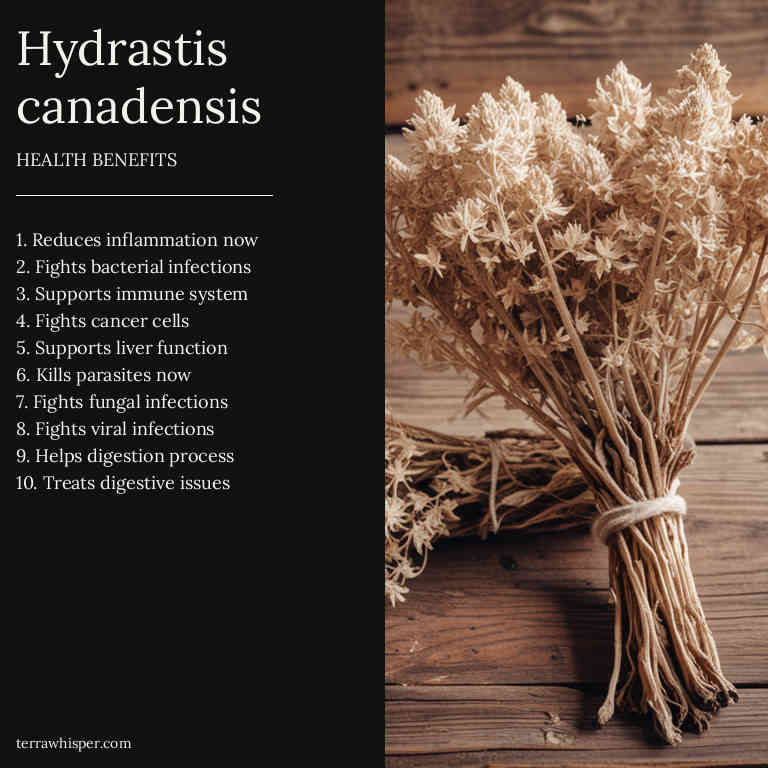 Hydrastis
canadensis
HEALTH BENEFITS
1. Reduces inflammation now
2. Fights bacterial infections
3. Supports immune system
4. Fights cancer cells
5. Supports liver function
6. Kills parasites now
7. Fights fungal infections
8. Fights viral infections
9. Helps digestion process
10. Treats digestive issues
terrawhisper.com